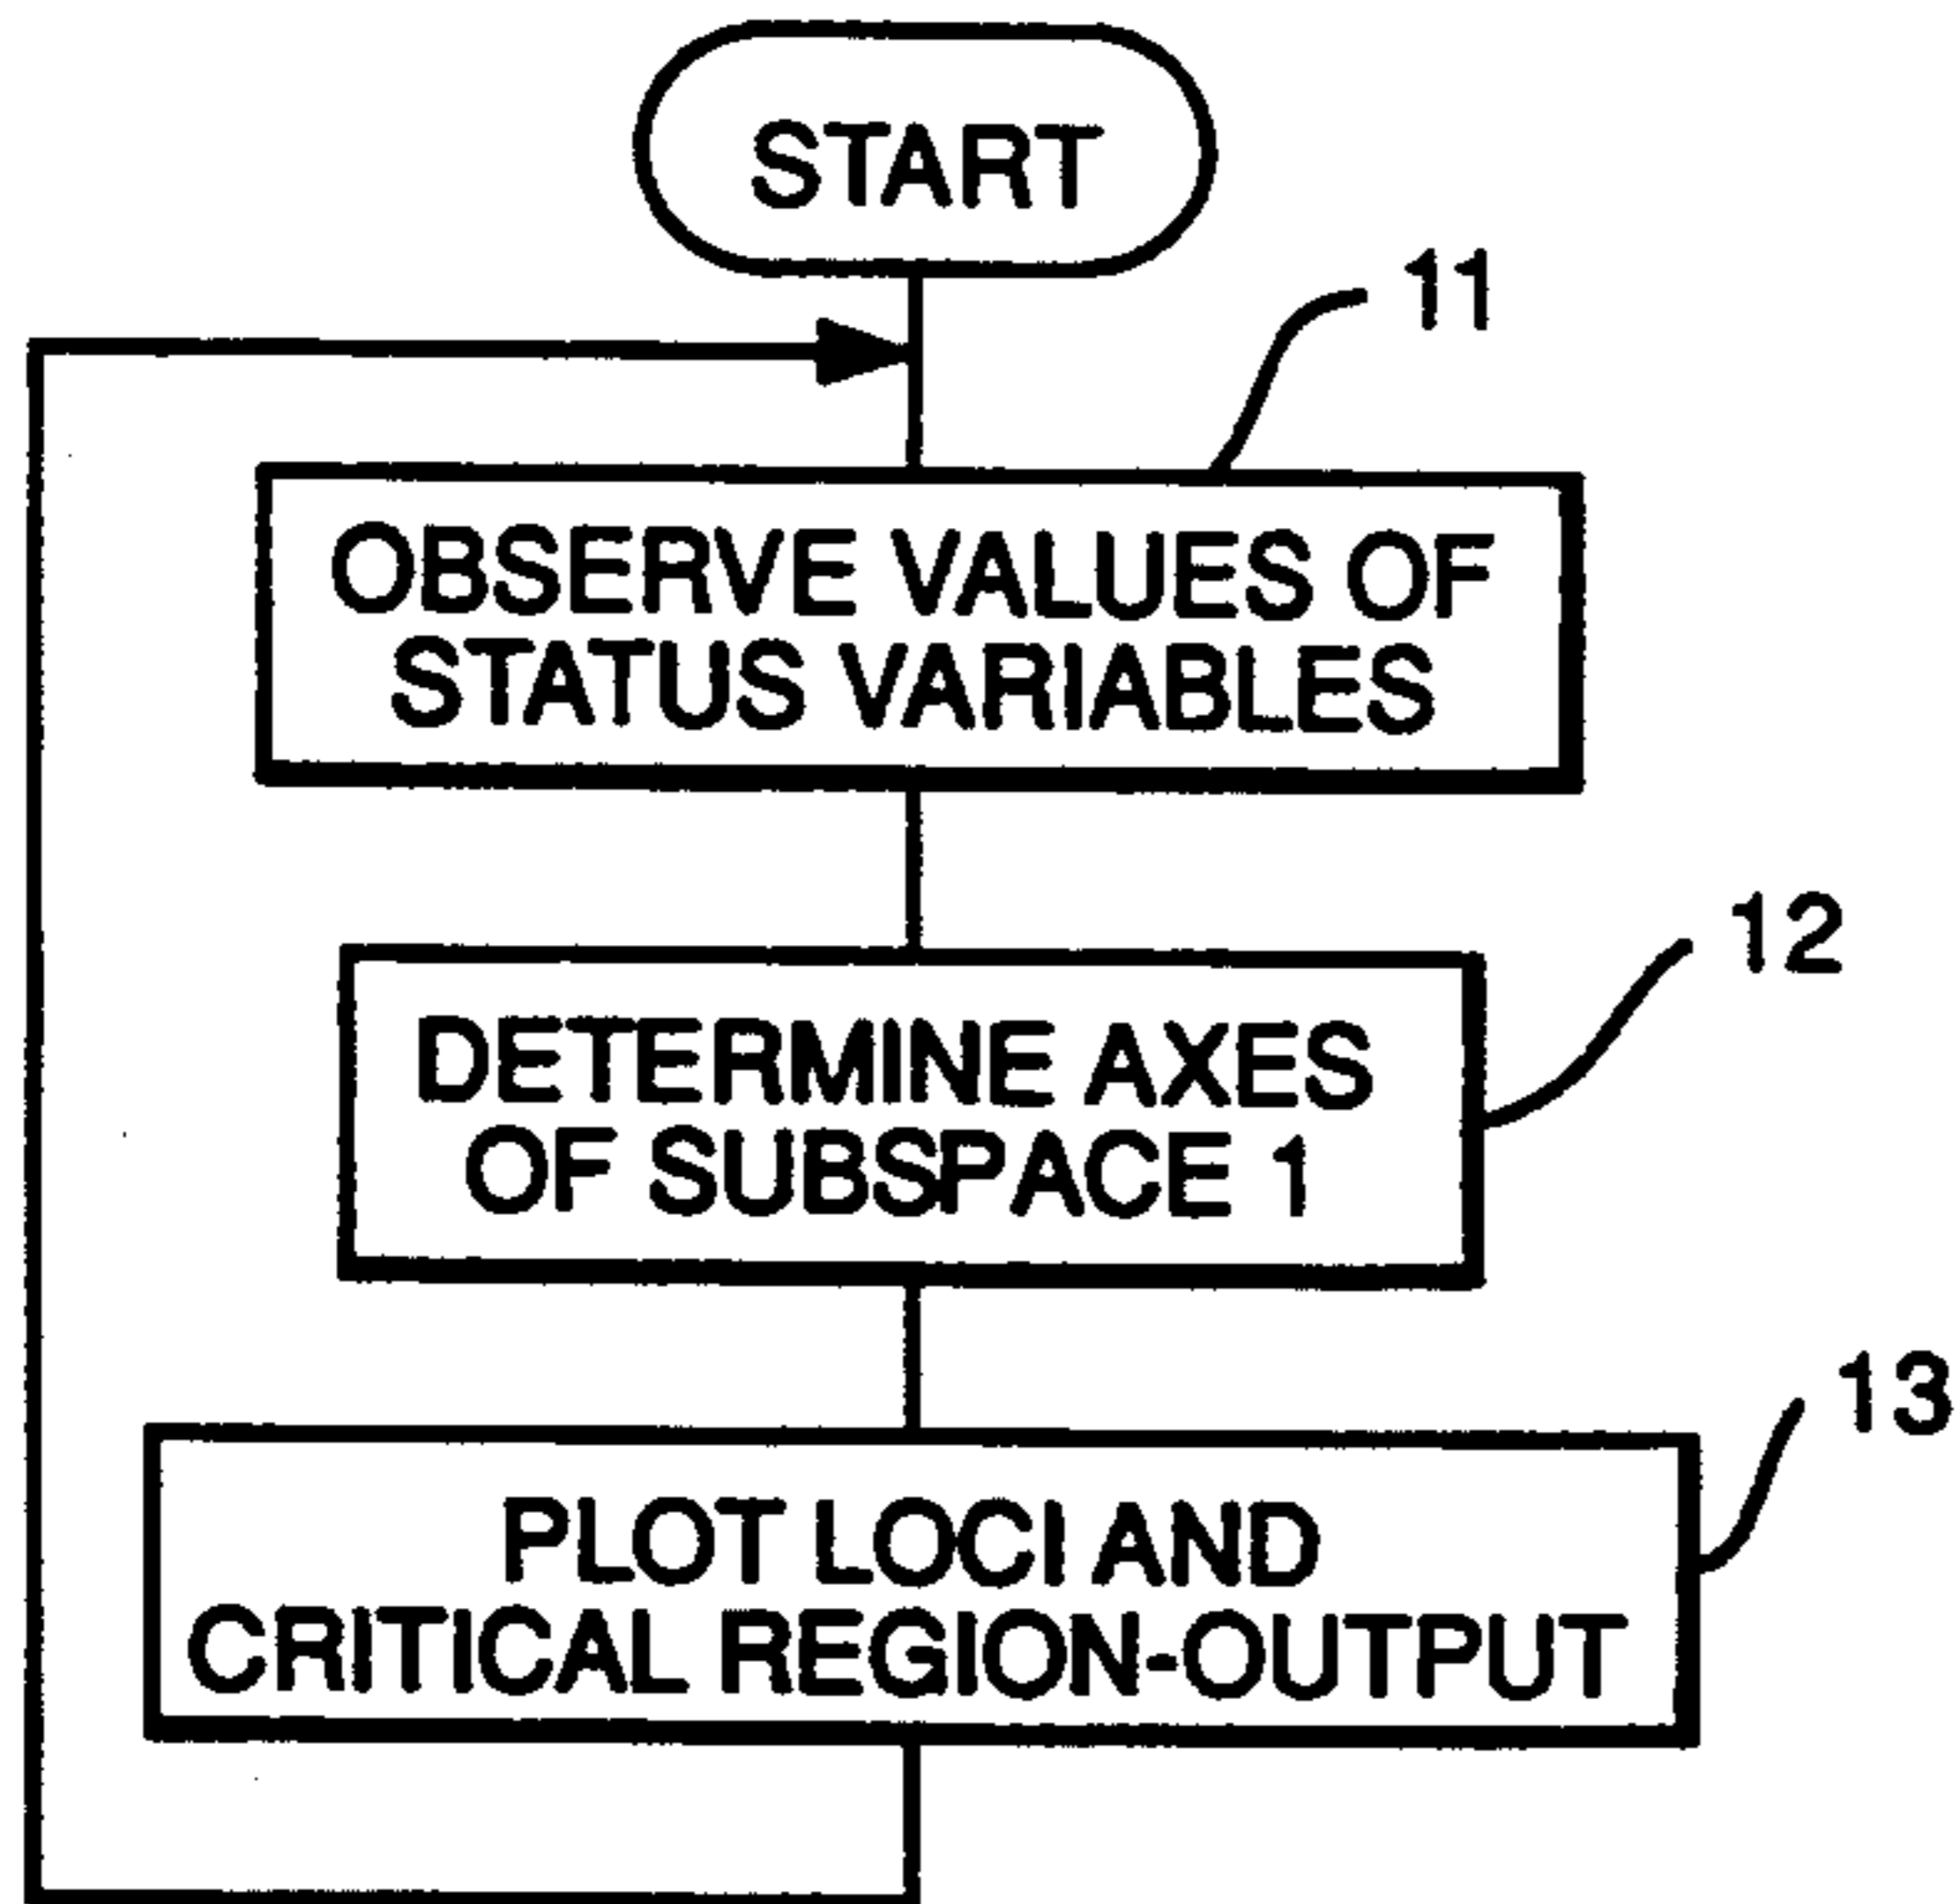 START
11
OBSERVE VALUES OF
STATUS VARIABLES
12
DETERMINE AXES
OF SUBSPACE 1
13
PLOT LOCI AND
CRITICAL REGION-OUTPUT